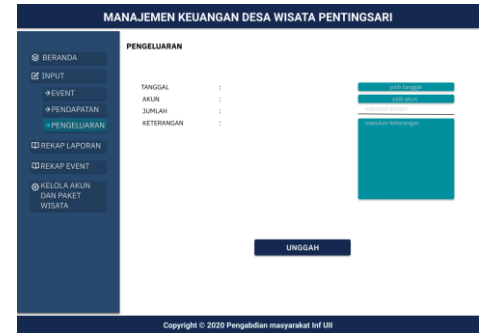 MANAJEMEN KEUANGAN DESA WISATA PENTINGSARI
BERANDA
INPUT
→EVENT
→PENDAPATAN
→PENGELUARAN
REKAP LAPORAN
REKAP EVENT
KELOLA AKUN
DAN PAKET
WISATA
PENGELUARAN
TANGGAL : pilih tanggal
AKUN : pilih akun
JUMLAH : masukan jumlah
KETERANGAN : masukan keterangan
UNGGAH
Copyright © 2020 Pengabdian masyarakat Inf UII